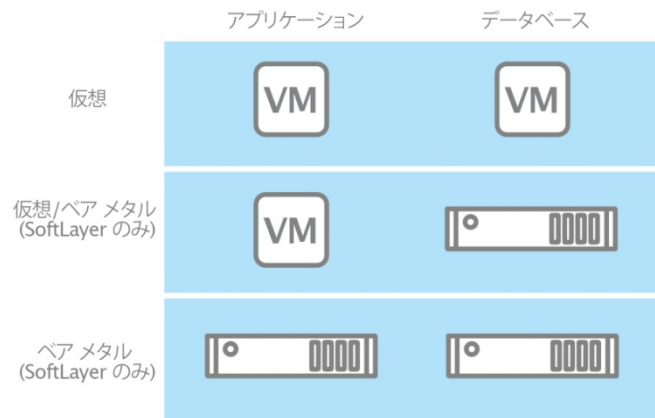 アプリケーション データベース
仮想 VM VM
仮想/ベア メタル
(SoftLayer のみ) VM
ベア メタル
(SoftLayer のみ)